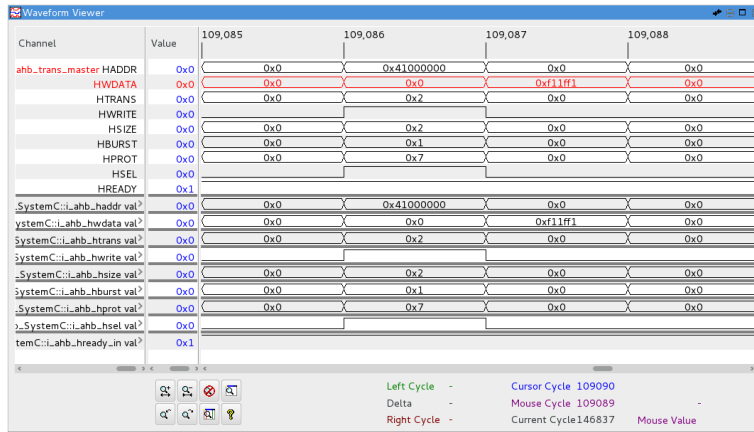 Waveform Viewer
Channel Value 109,085 109,086 109,087 109,088
ahb_trans_master HADDR 0x0 0x0 0x41000000 0x0 0x0
HWDATA 0x0 0x0 0x0 0xf11ff1 0x0
HTRANS 0x0 0x0 0x2 0x0 0x0
HWRITE 0x0
HSIZE 0x0 0x0 0x2 0x0 0x0
HBURST 0x0 0x0 0x1 0x0 0x0
HPROT 0x0 0x0 0x7 0x0 0x0
HSEL 0x0
HREADY 0x1
_SystemC::i_ahb_haddr val 0x0 0x0 0x41000000 0x0 0x0
ystemC::i_ahb_hwdata val 0x0 0x0 0x0 0xf11ff1 0x0
SystemC::i_ahb_htrans val 0x0 0x0 0x2 0x0 0x0
SystemC::i_ahb_hwrite val 0x0
_SystemC::i_ahb_hsize val 0x0 0x0 0x2 0x0 0x0
SystemC::i_ahb_hburst val 0x0 0x0 0x1 0x0 0x0
_SystemC::i_ahb_hprot val 0x0 0x0 0x7 0x0 0x0
_SystemC::i_ahb_hsel val 0x0
temC::i_ahb_hready_in val 0x1
Left Cycle - Cursor Cycle 109090
Delta - Mouse Cycle 109089 -
Right Cycle - Current Cycle146837 Mouse Value